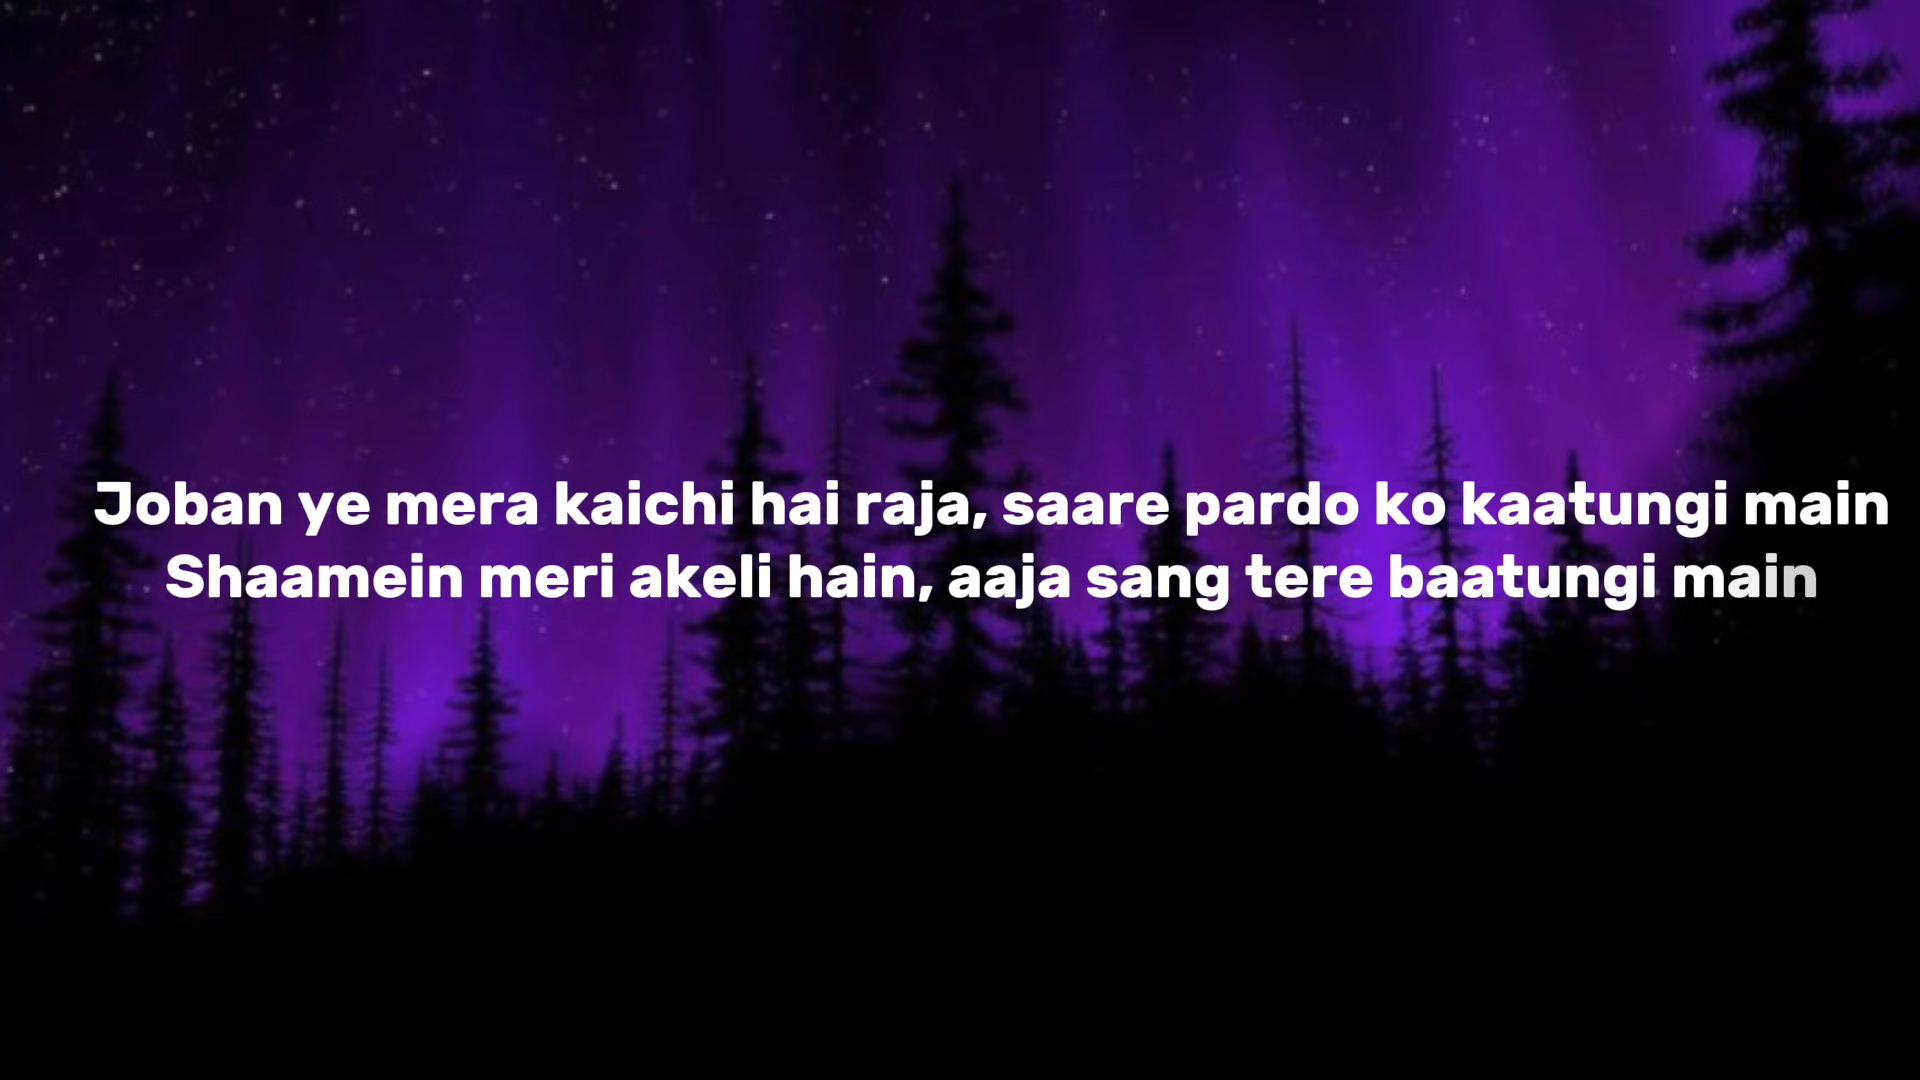 Joban ye mera kaichi hai raja, saare pardo ko kaatungi main
Shaamein meri akeli hain, aaja sang tere baatungi main